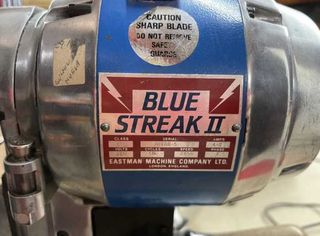 CAUTION
SHARP BLADE
DO NOT REMOVE
SAFETY
GUARDS
BLUE
STREAK II
CLASS SERIAL AMPS
VOLTS CYCLES SPEED PHASE
EASTMAN MACHINE COMPANY LTD.
LONDON, ENGLAND.